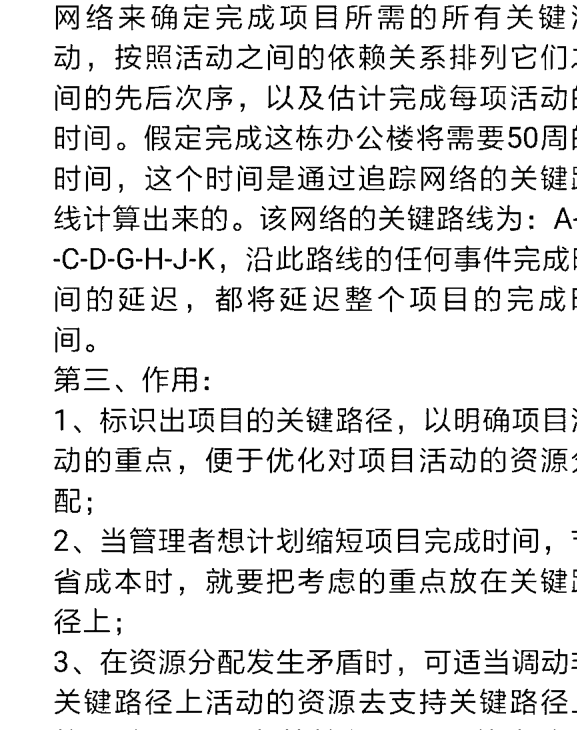 网络来确定完成项目所需的所有关键
动，按照活动之间的依赖关系排列它们
间的先后次序，以及估计完成每项活动
时间。假定完成这栋办公楼将需要50周
时间，这个时间是通过追踪网络的关键
线计算出来的。该网络的关键路线为：A-
-C-D-G-H-J-K，沿此路线的任何事件完成
间的延迟，都将延迟整个项目的完成
间。
第三、作用：
1、标识出项目的关键路径，以明确项目
动的重点，便于优化对项目活动的资源
配；
2、当管理者想计划缩短项目完成时间，
省成本时，就要把考虑的重点放在关键
径上；
3、在资源分配发生矛盾时，可适当调动
关键路径上活动的资源去支持关键路径